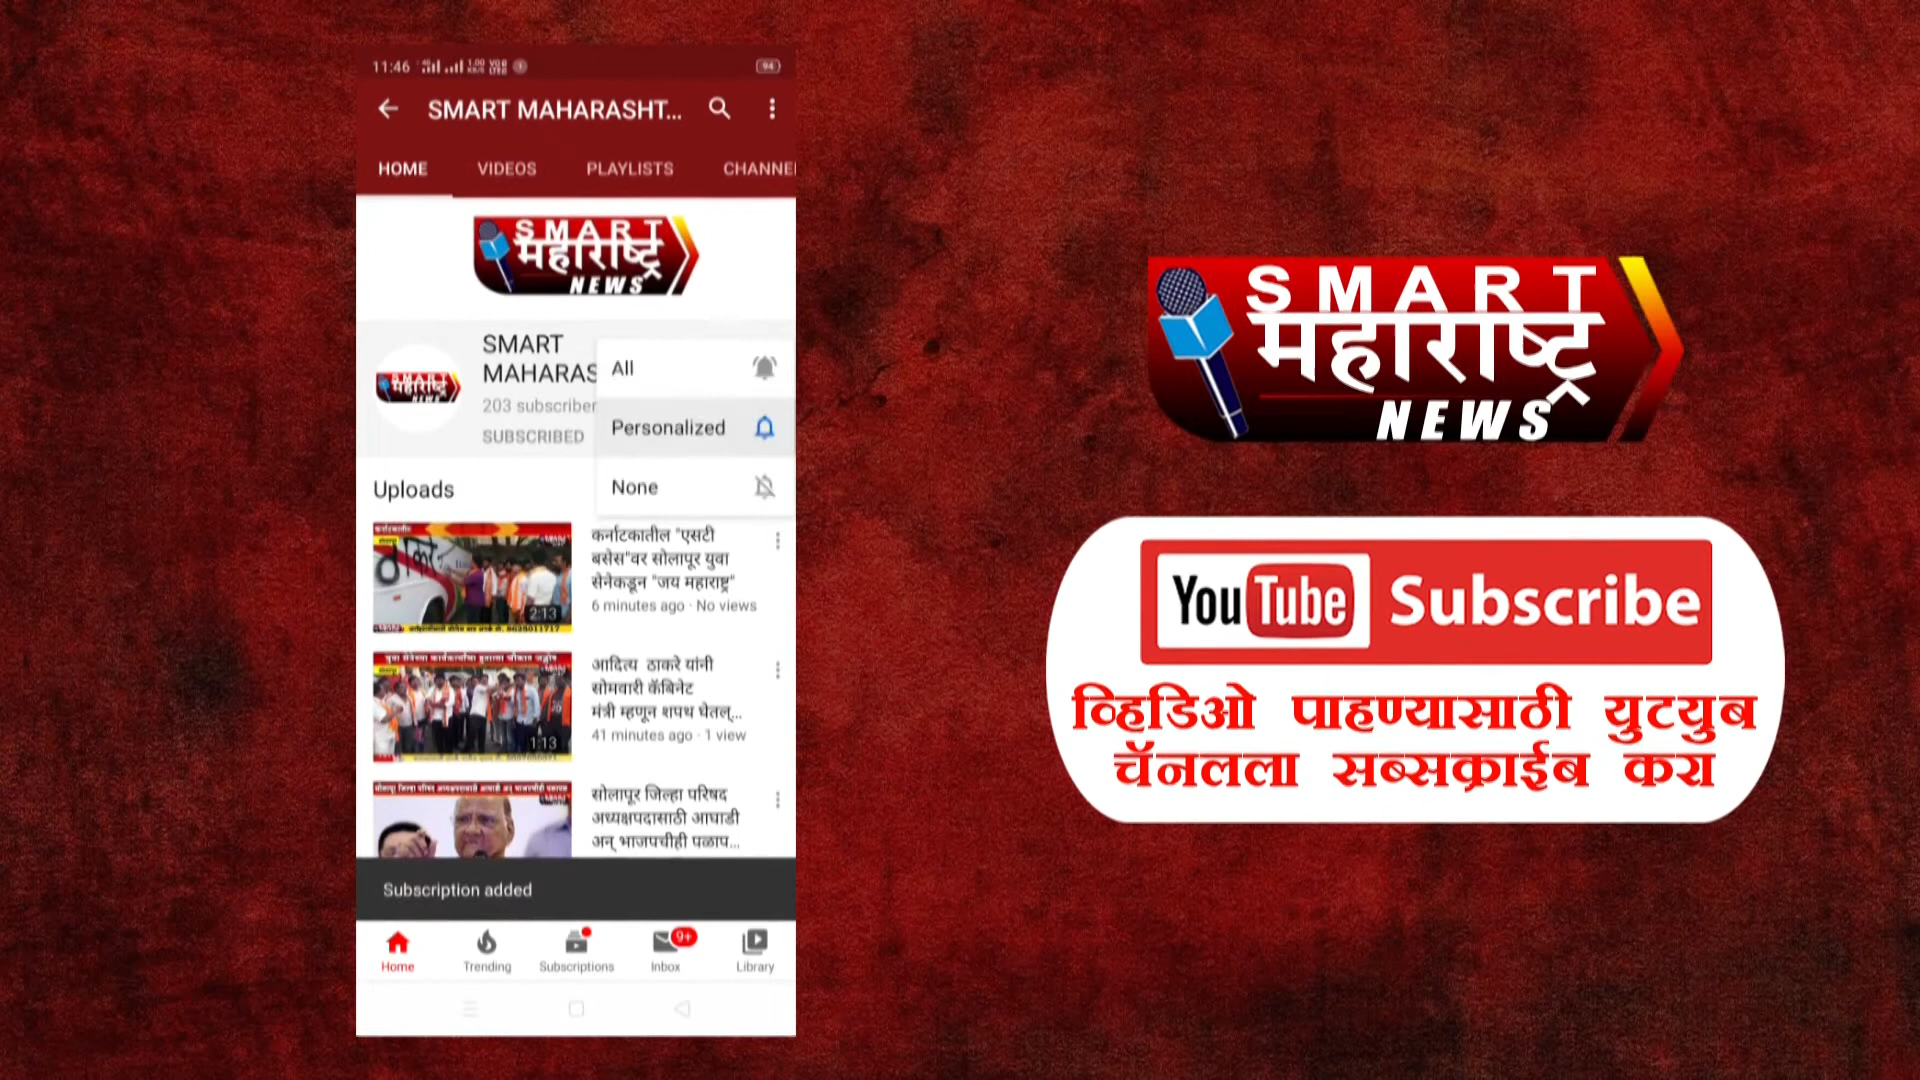 11:46
94
SMART MAHARASHT...
HOME VIDEOS PLAYLISTS CHANNEL
SMART
महाराष्ट्र
NEWS
SMART
MAHARAS
203 subscriber
SUBSCRIBED
All
Personalized
None
Uploads
कर्नाटकातील "एसटी
बसेस"वर सोलापूर युवा
सेनेकडून "जय महाराष्ट्र"
6 minutes ago · No views
2:13
आदित्य ठाकरे यांनी
सोमवारी कॅबिनेट
मंत्री म्हणून शपथ घेतल्...
41 minutes ago · 1 view
1:13
सोलापूर जिल्हा परिषद
अध्यक्षपदासाठी आघाडी
अन् भाजपचीही पळाप...
Subscription added
Home Trending Subscriptions Inbox Library
9+
SMART
महाराष्ट्र
NEWS
YouTube Subscribe
व्हिडिओ पाहण्यासाठी युटयुब
चॅनलला सब्सक्राईब करा